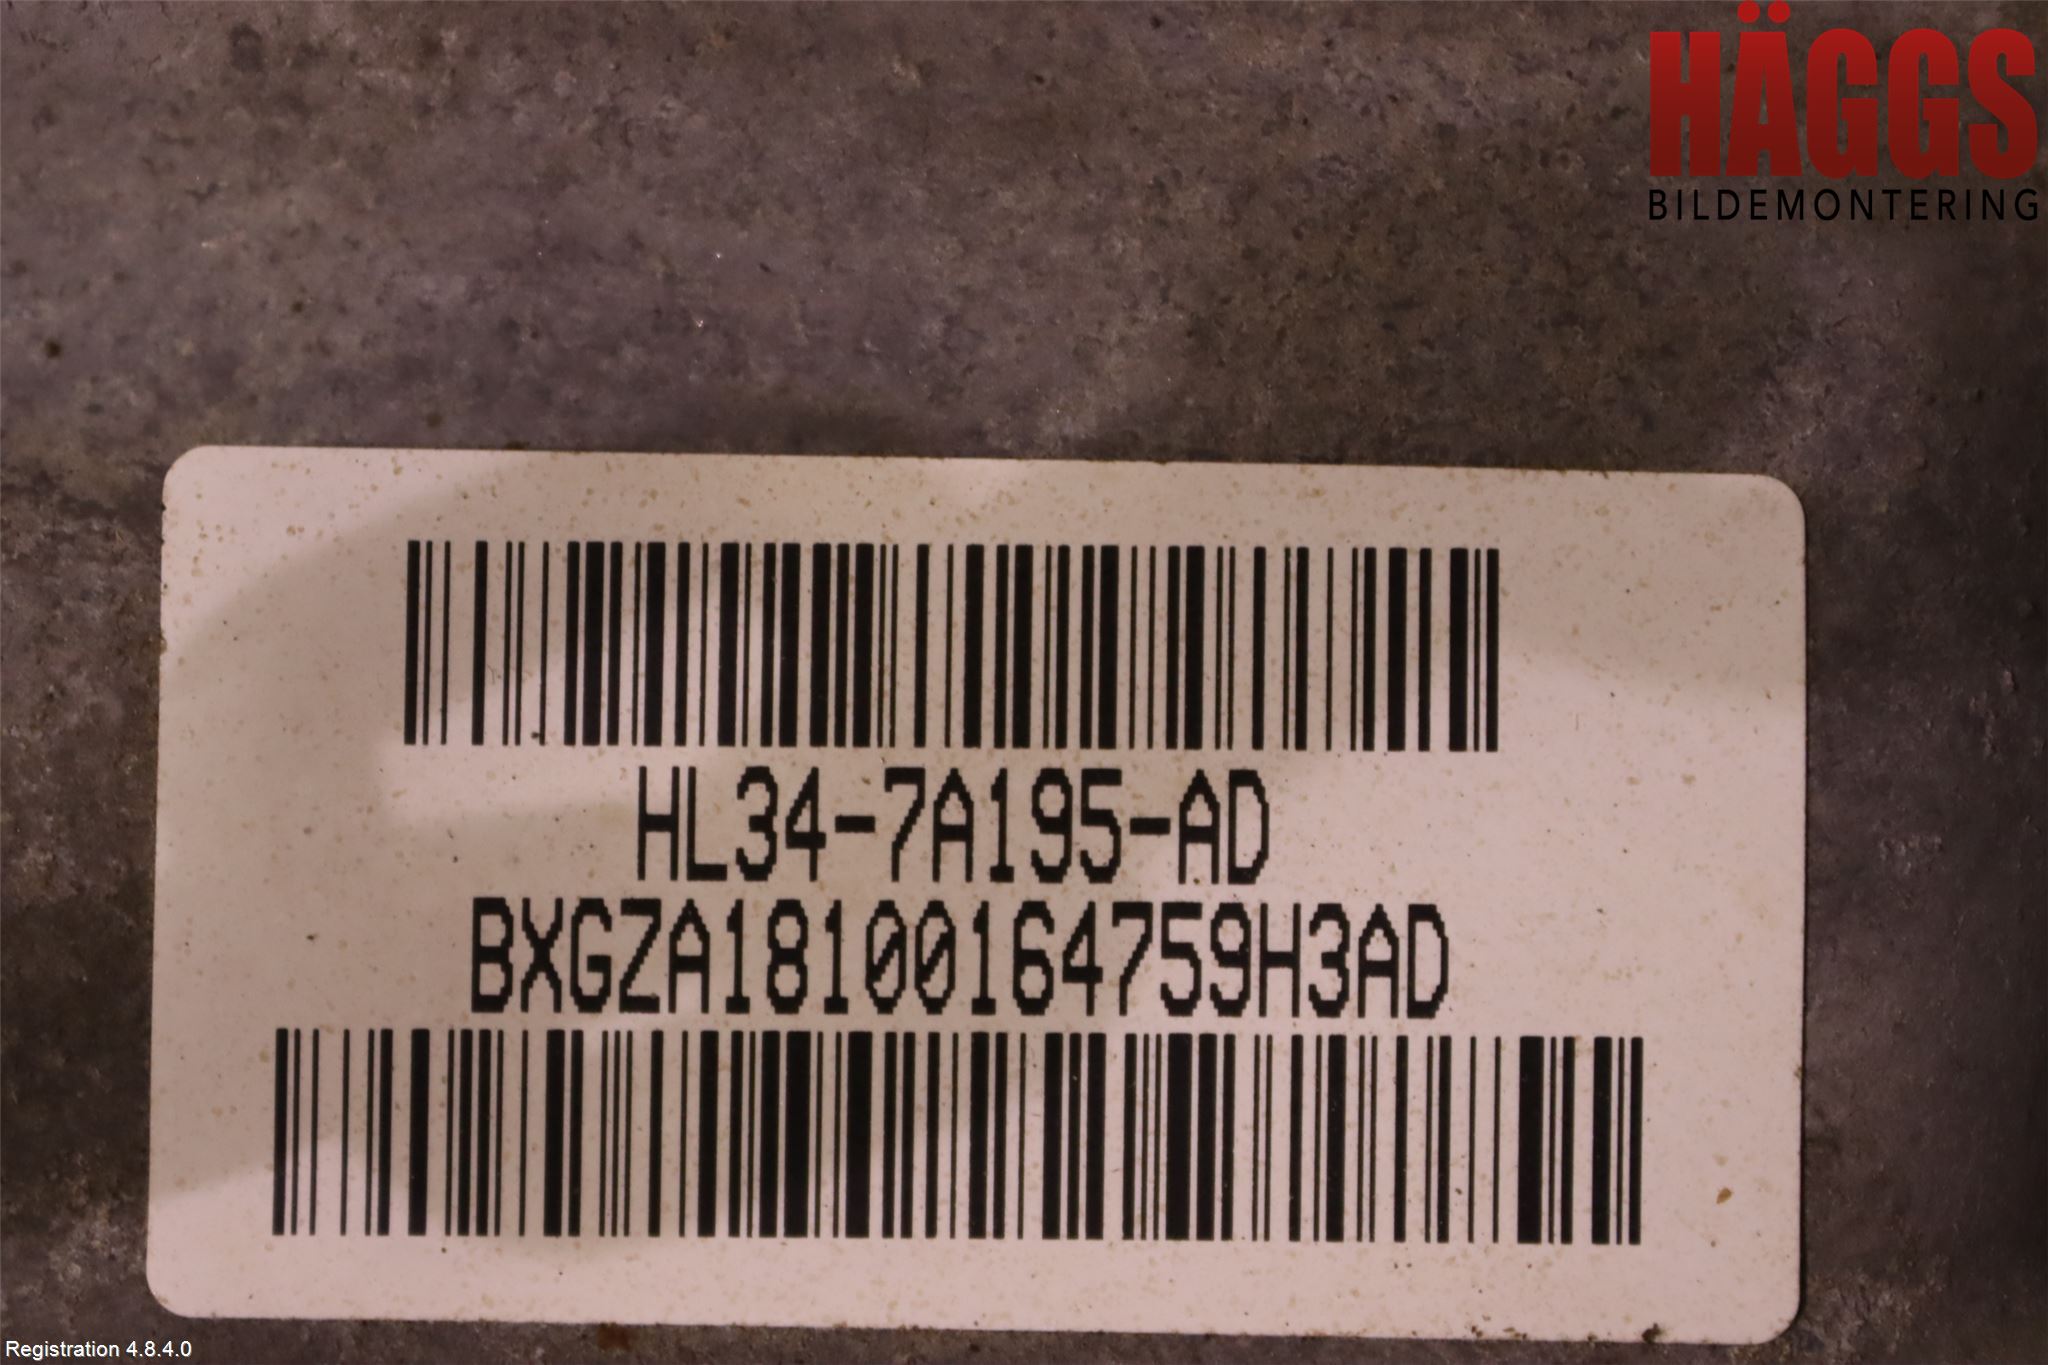 HÄGGS
BILDEMONTERING
HL34-7A195-AD
BXGZA18100164759H3AD
Registration 4.8.4.0